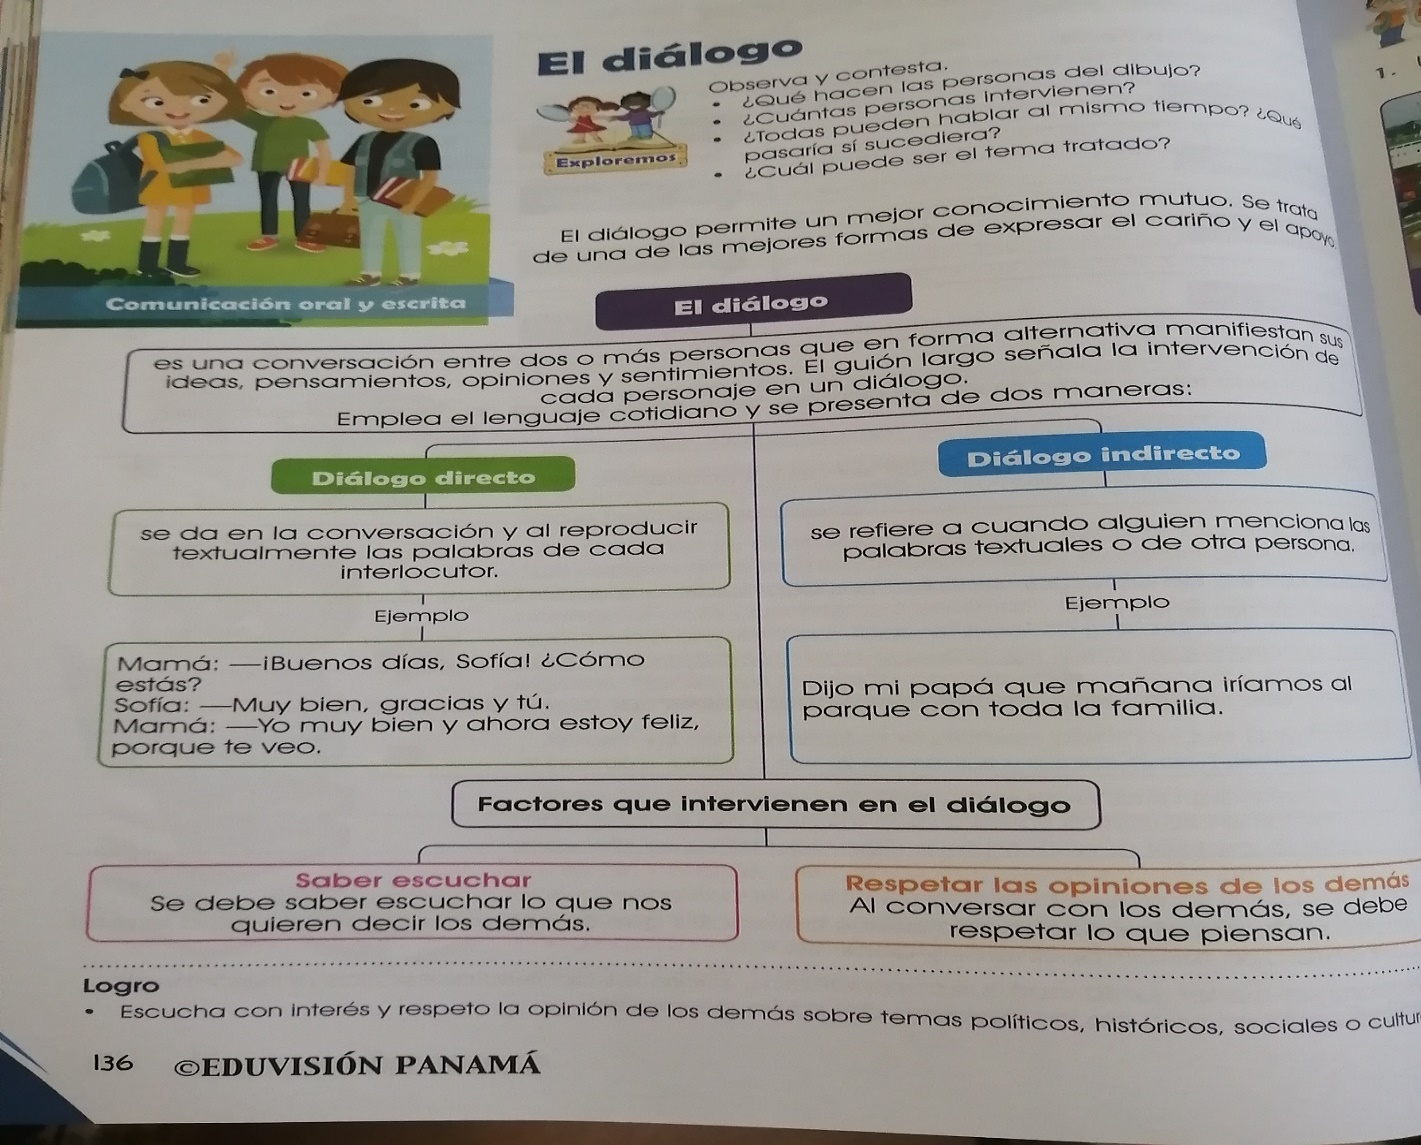 El diálogo
Observa y contesta.
• ¿Qué hacen las personas del dibujo?
• ¿Cuántas personas intervienen?
• ¿Todas pueden hablar al mismo tiempo? ¿Qué
pasaría sí sucediera?
• ¿Cuál puede ser el tema tratado?
Exploremos
El diálogo permite un mejor conocimiento mutuo. Se trata
de una de las mejores formas de expresar el cariño y el apoyo
Comunicación oral y escrita
El diálogo
es una conversación entre dos o más personas que en forma alternativa manifiestan sus
ideas, pensamientos, opiniones y sentimientos. El guión largo señala la intervención de
cada personaje en un diálogo.
Emplea el lenguaje cotidiano y se presenta de dos maneras:
Diálogo directo
se da en la conversación y al reproducir
textualmente las palabras de cada
interlocutor.
Ejemplo
Mamá: —¡Buenos días, Sofía! ¿Cómo
estás?
Sofía: —Muy bien, gracias y tú.
Mamá: —Yo muy bien y ahora estoy feliz,
porque te veo.
Diálogo indirecto
se refiere a cuando alguien menciona las
palabras textuales o de otra persona.
Ejemplo
Dijo mi papá que mañana iríamos al
parque con toda la familia.
Factores que intervienen en el diálogo
Saber escuchar
Se debe saber escuchar lo que nos
quieren decir los demás.
Respetar las opiniones de los demás
Al conversar con los demás, se debe
respetar lo que piensan.
Logro
• Escucha con interés y respeto la opinión de los demás sobre temas políticos, históricos, sociales o
136 ©EDUVISIÓN PANAMÁ
1.